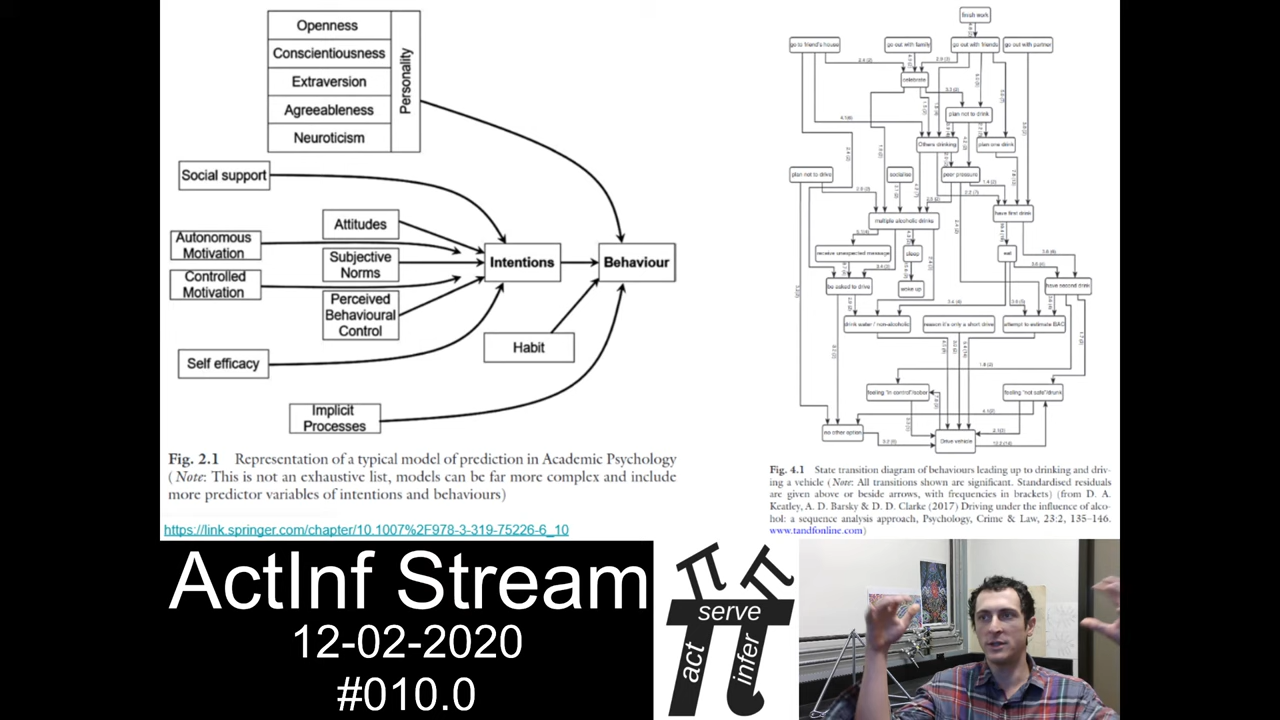 Openness
Conscientiousness
Extraversion
Agreeableness
Neuroticism
Personality
Social support
Attitudes
Autonomous
Motivation
Subjective
Norms
Controlled
Motivation
Perceived
Behavioural
Control
Intentions
Behaviour
Self efficacy
Habit
Implicit
Processes
Fig. 2.1 Representation of a typical model of prediction in Academic Psychology
(Note: This is not an exhaustive list, models can be far more complex and include
more predictor variables of intentions and behaviours)
https://link.springer.com/chapter/10.1007%2F978-3-319-75226-6_10
finish work
go to friend's house
go out with family
go out with friends
go out with partner
celebrate
plan not to drink
Others drinking
plan one drink
plan not to drive
socialise
peer pressure
multiple alcoholic drinks
have first drink
receive unexpected message
sleep
eat
be asked to drive
woke up
have second drink
drink water / non-alcoholic
reason it's only a short drive
attempt to estimate BAC
feeling 'in control'/sober
feeling 'not safe'/drunk
no other option
Drive vehicle
Fig. 4.1 State transition diagram of behaviours leading up to drinking and driv-
ing a vehicle (Note: All transitions shown are significant. Standardised residuals
are given above or beside arrows, with frequencies in brackets) (from D. A.
Keatley, A. D. Barsky & D. D. Clarke (2017) Driving under the influence of alco-
hol: a sequence analysis approach, Psychology, Crime & Law, 23:2, 135–146.
www.tandfonline.com)
ActInf Stream
12-02-2020
#010.0
serve
act
infer